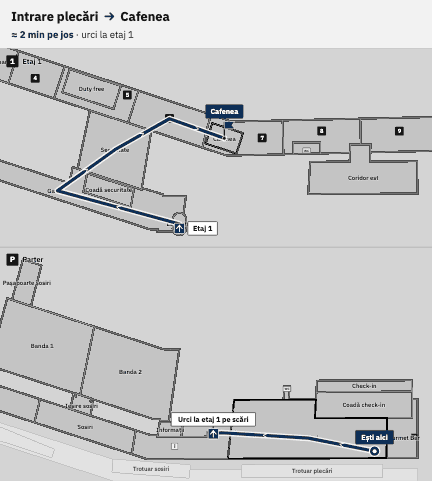 Intrare plecări → Cafenea
≈ 2 min pe jos · urci la etaj 1
1 Etaj 1
4
Duty free
5
Cafenea
7
8
9
Coridor est
Coadă securitate
Etaj 1
P Parter
Pașapoarte sosiri
Banda 1
Banda 2
Check-in
Coadă check-in
Sosiri
Informații
Urci la etaj 1 pe scări
Ești aici
Trotuar sosiri
Trotuar plecări